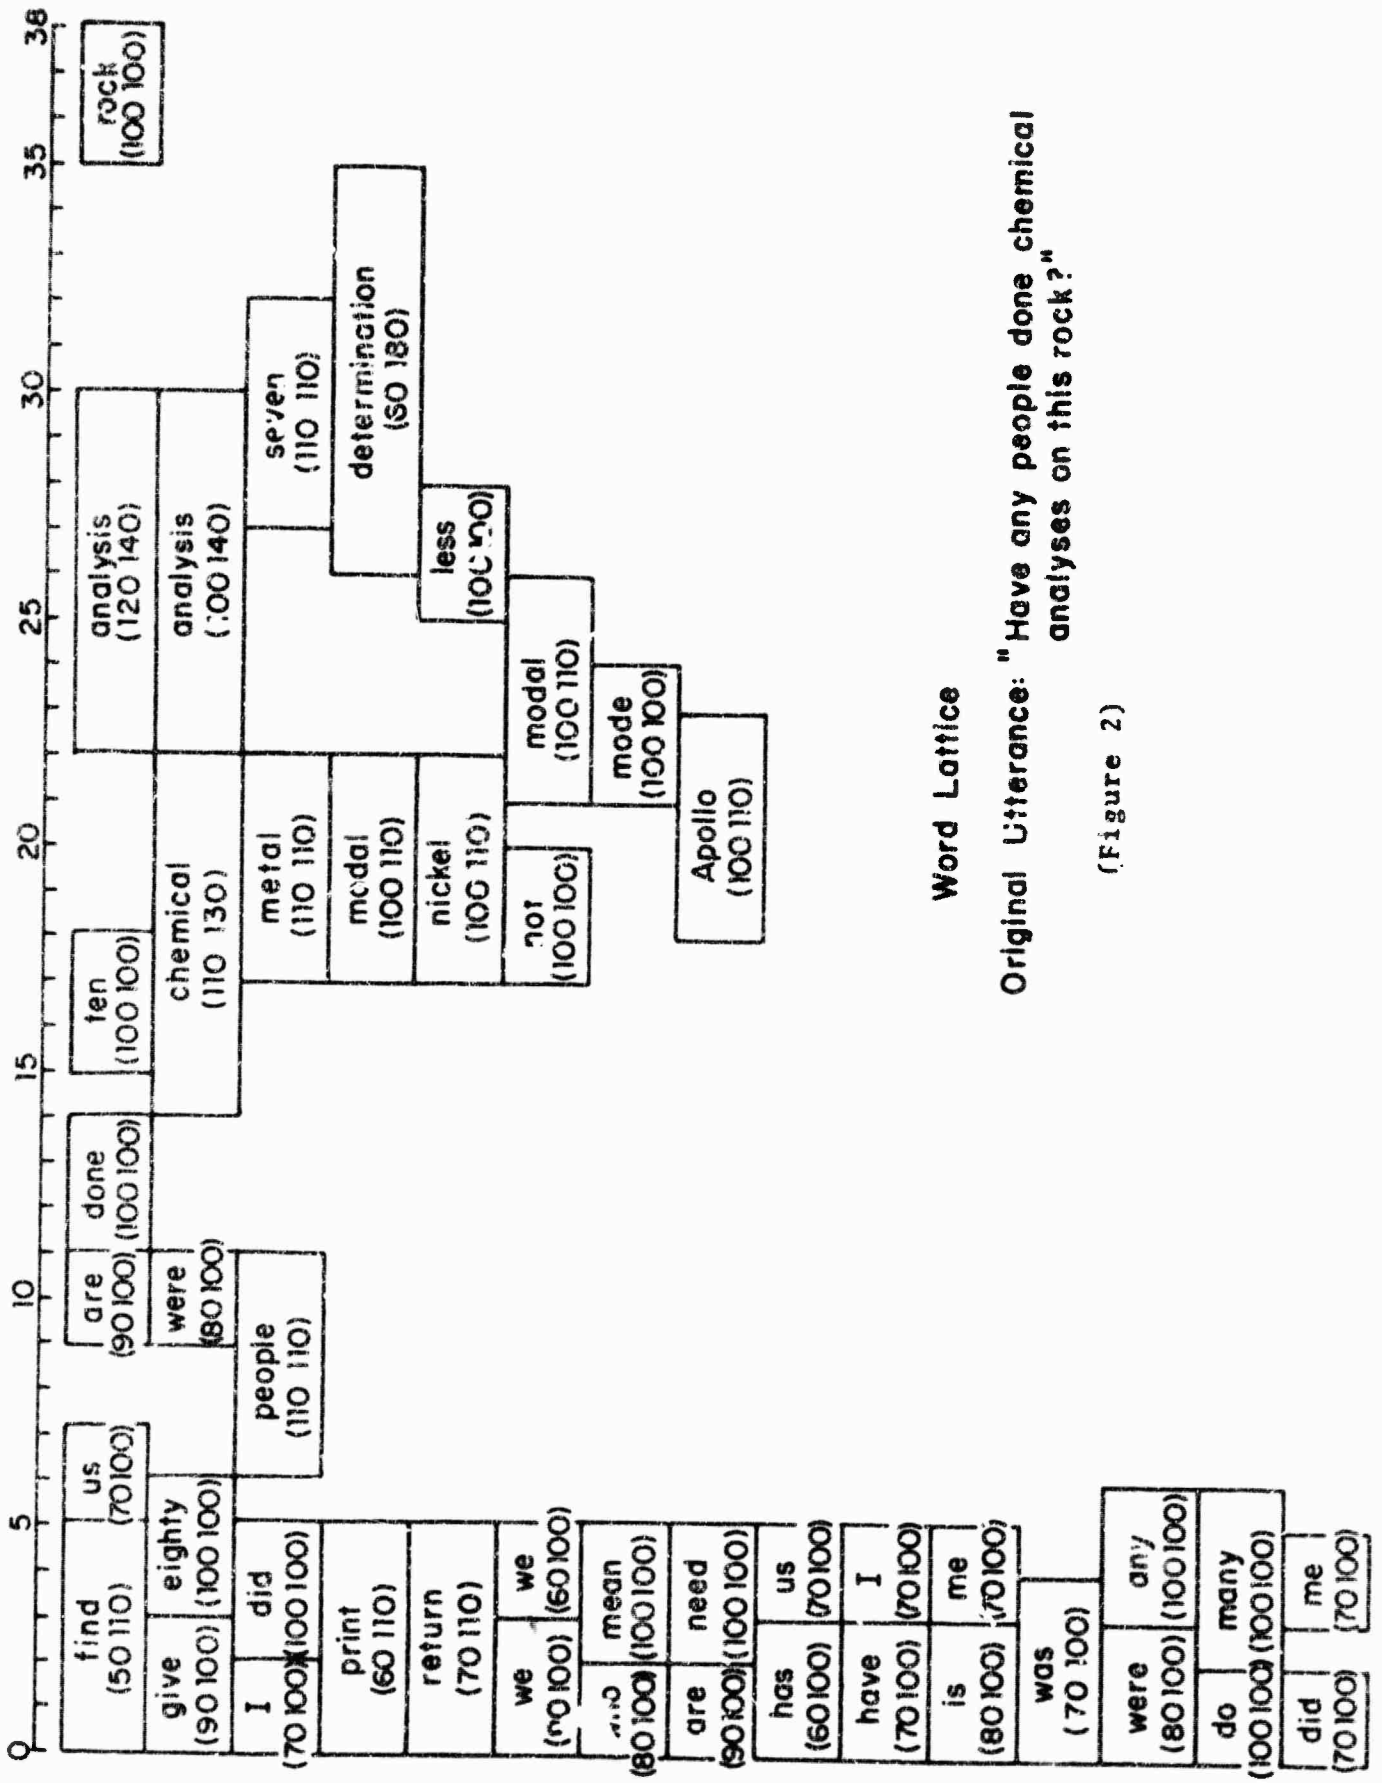 0 5 10 15 20 25 30 35 38
find
(50 110)
us
(70 100)
are
(90 100)
done
(100 100)
ten
(100 100)
analysis
(120 140)
rock
(100 100)
give
(90 100)
eighty
(100 100)
were
(80 100)
chemical
(110 130)
analysis
(100 140)
I
(70 100)
did
(100 100)
people
(110 110)
metal
(110 110)
seven
(110 110)
print
(60 110)
modal
(100 110)
determination
(60 180)
return
(70 110)
nickel
(100 110)
less
(100 100)
we
we
(60 100)
not
(100 100)
modal
(100 110)
(80 100)
mean
(100 100)
mode
(100 100)
are
(90 100)
need
(100 100)
Apollo
(100 110)
has
(60 100)
us
(70 100)
have
(70 100)
I
(70 100)
is
(80 100)
me
(70 100)
was
(70 100)
were
(80 100)
any
(100 100)
do
(100 100)
many
(100 100)
did
(70 100)
me
(70 100)
Word Lattice
Original Utterance: "Have any people done chemical
analyses on this rock?"
(Figure 2)